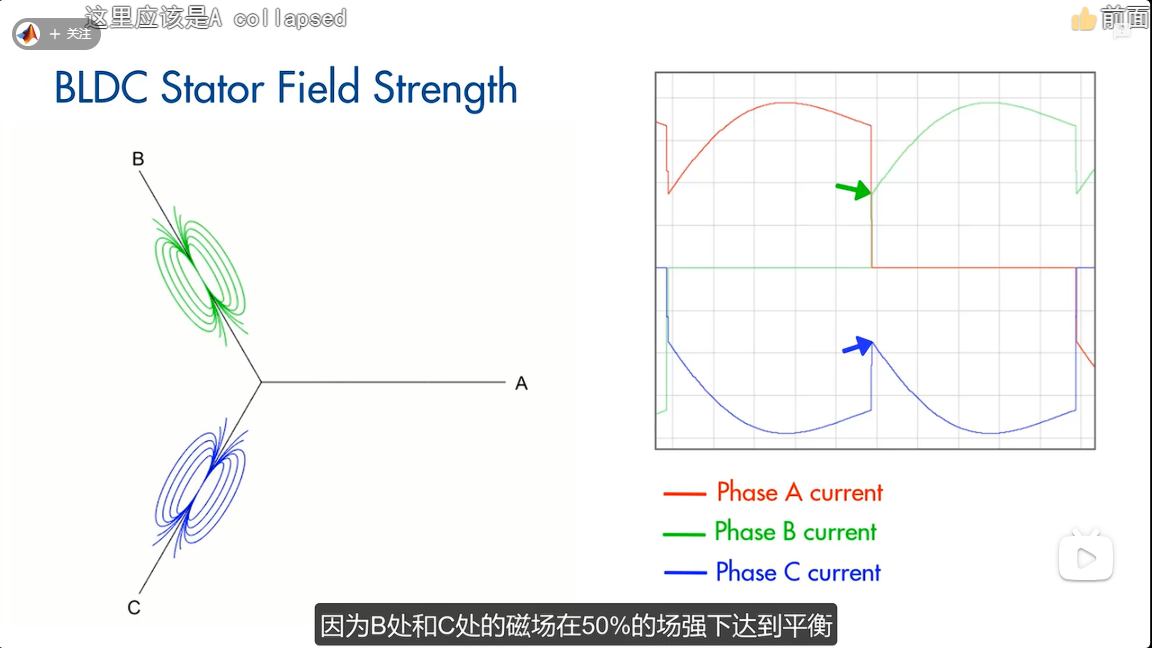 这里应该是A collapsed
前面
+ 关注
BLDC Stator Field Strength
B
A
C
Phase A current
Phase B current
Phase C current
因为B处和C处的磁场在50%的场强下达到平衡